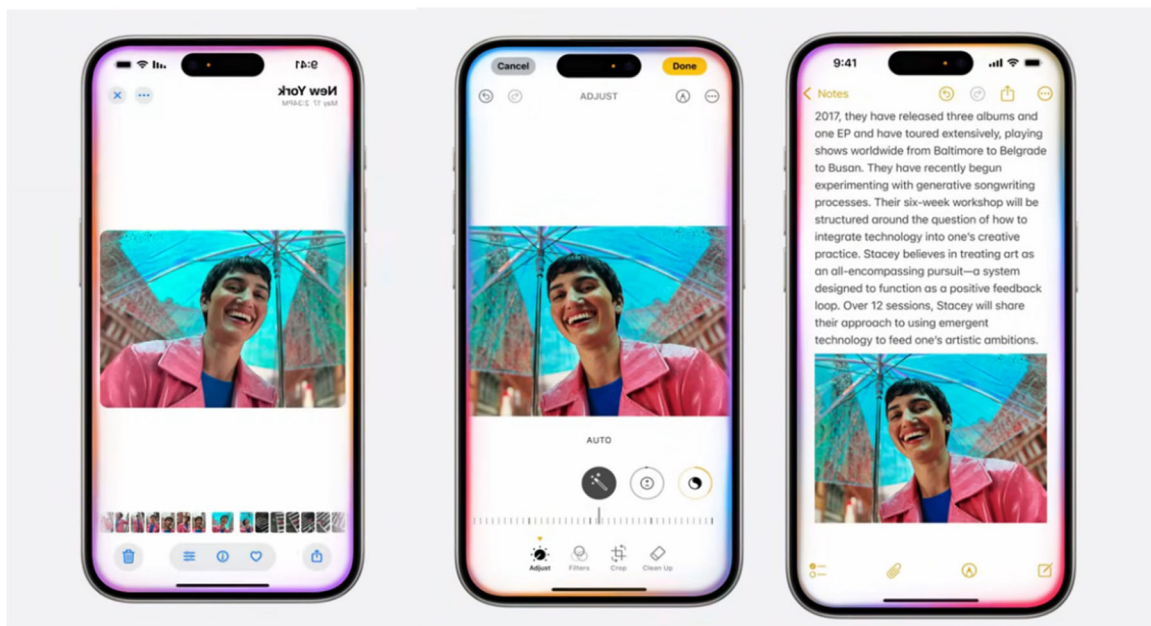 9:41
New York
May 17 2:34PM
Cancel
Done
ADJUST
AUTO
Adjust
Filters
Crop
Clean Up
9:41
Notes
2017, they have released three albums and
one EP and have toured extensively, playing
shows worldwide from Baltimore to Belgrade
to Busan. They have recently begun
experimenting with generative songwriting
processes. Their six-week workshop will be
structured around the question of how to
integrate technology into one's creative
practice. Stacey believes in treating art as
an all-encompassing pursuit—a system
designed to function as a positive feedback
loop. Over 12 sessions, Stacey will share
their approach to using emergent
technology to feed one's artistic ambitions.